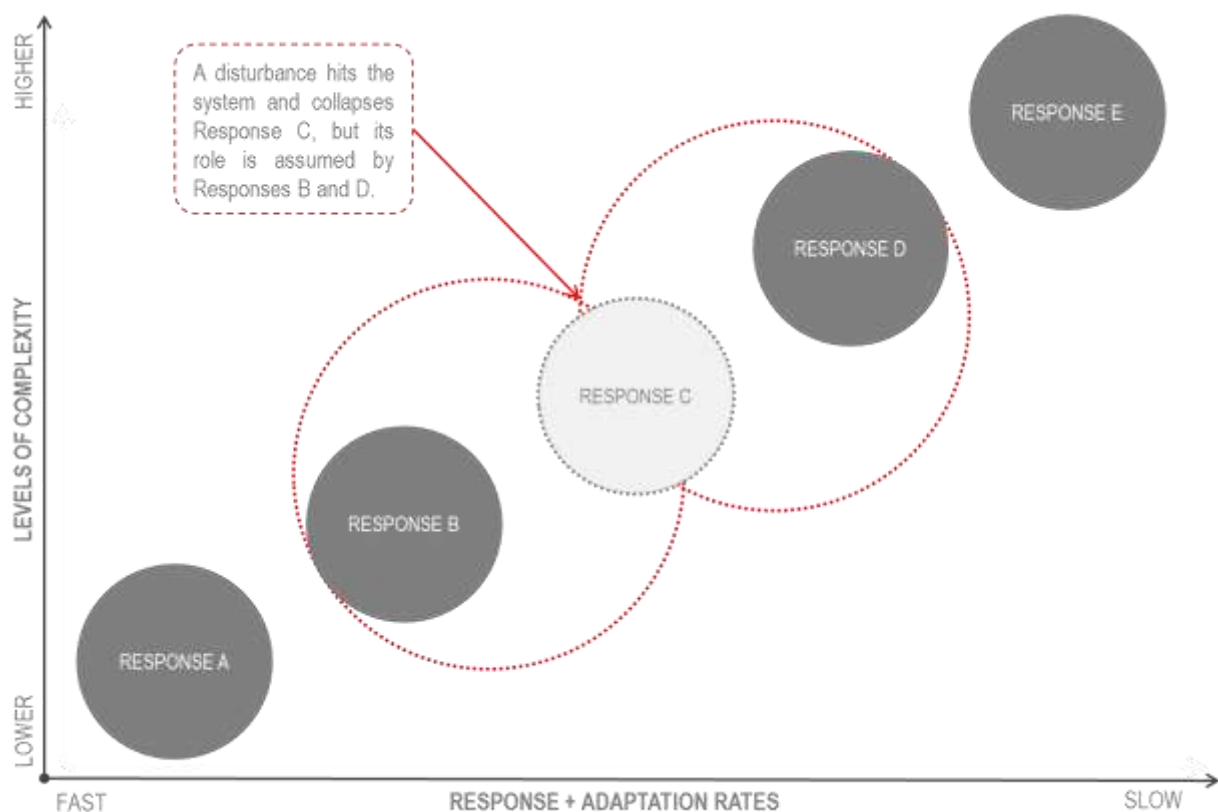 HIGHER
A disturbance hits the
system and collapses
Response C, but its
role is assumed by
Responses B and D.
RESPONSE E
RESPONSE D
LEVELS OF COMPLEXITY
RESPONSE C
RESPONSE B
RESPONSE A
LOWER
FAST
RESPONSE + ADAPTATION RATES
SLOW